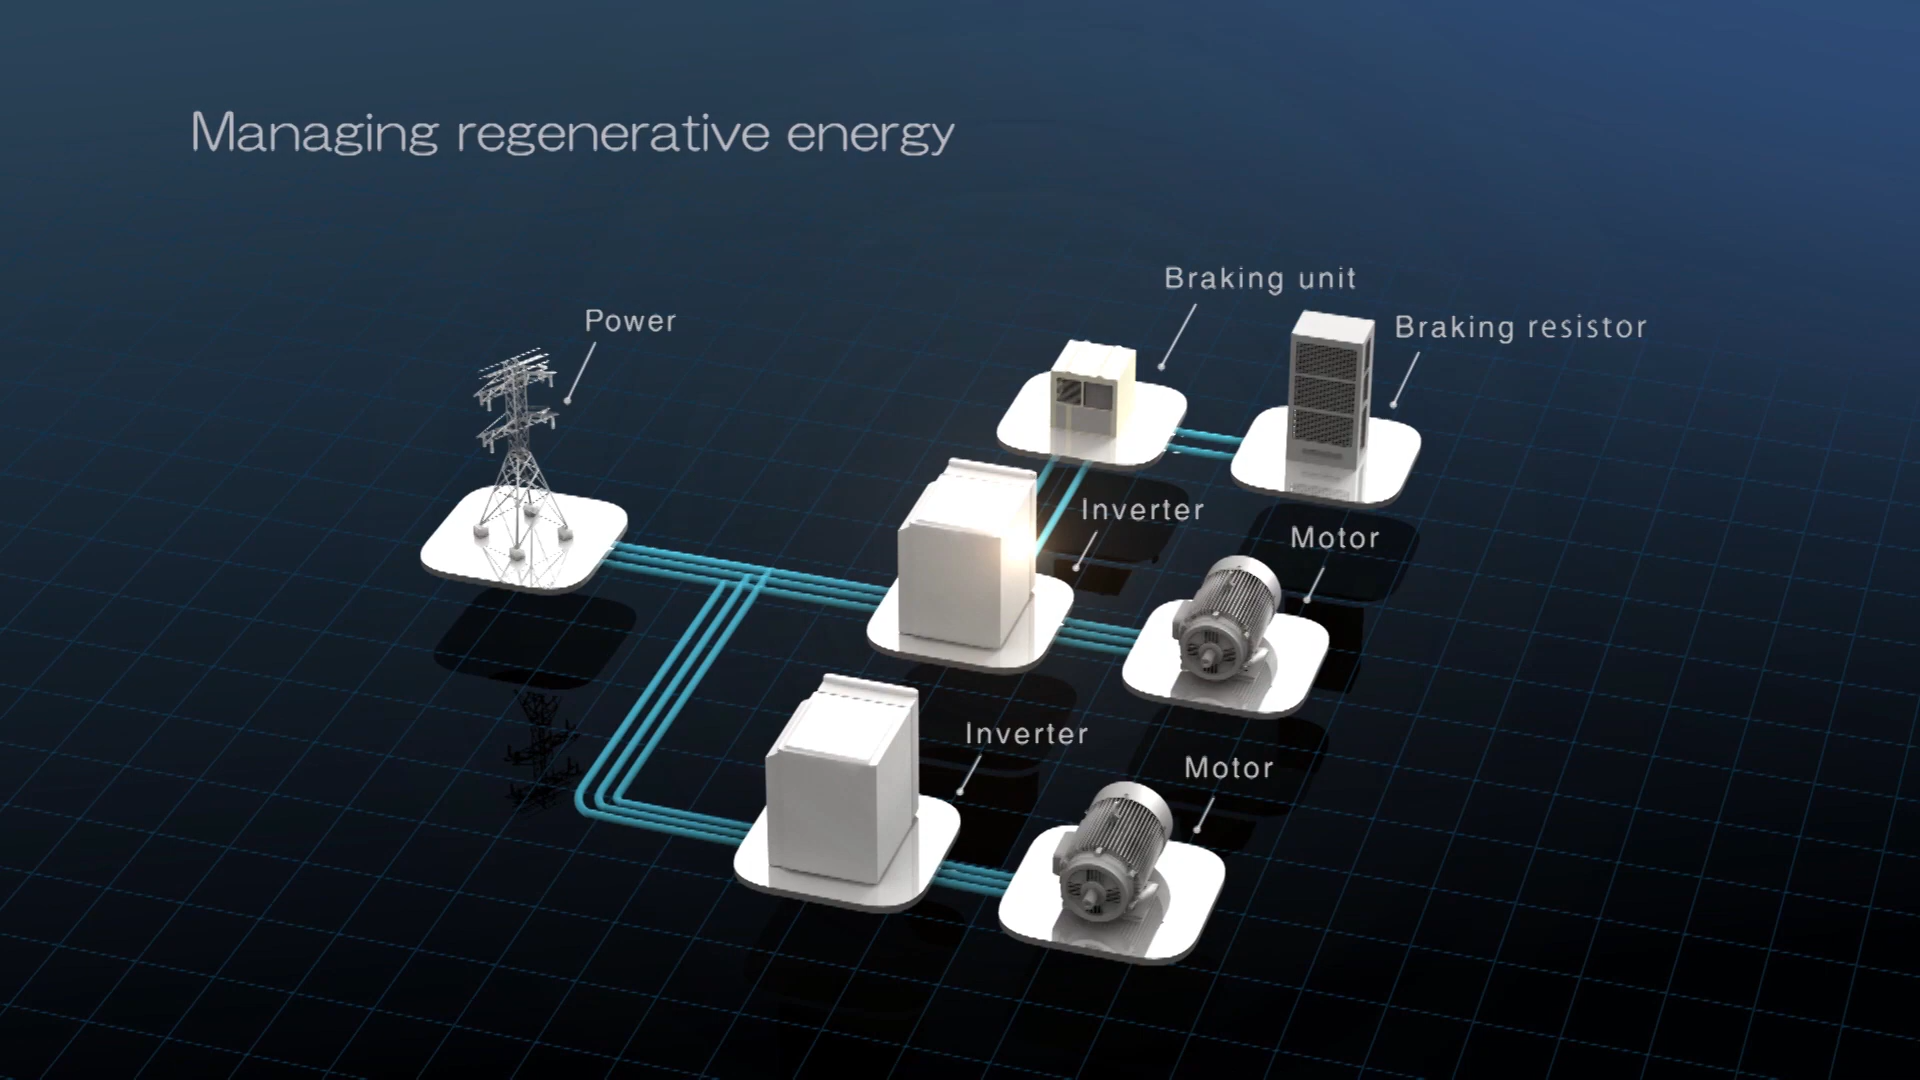 Managing regenerative energy
Braking unit
Power
Braking resistor
Inverter
Motor
Inverter
Motor